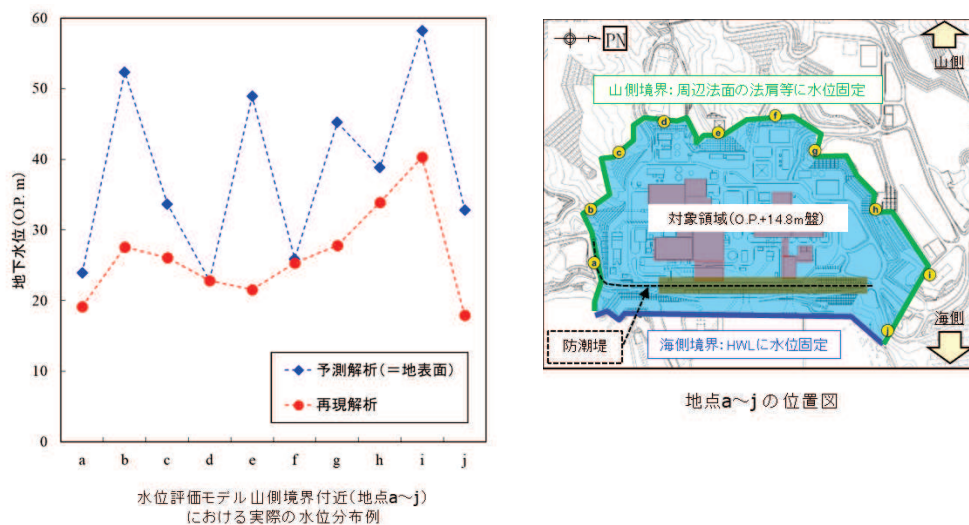 60
50
40
30
20
10
0
地下水位(O.P. m)
予測解析(=地表面)
再現解析
a b c d e f g h i j
水位評価モデル山側境界付近(地点a~j)
における実際の水位分布例
PN
山側
山側境界:周辺法面の法肩等に水位固定
d
f
e
c
g
b
h
対象領域(O.P.+14.8m盤)
a
i
j
海側
防潮堤
海側境界:HWLに水位固定
地点a~jの位置図